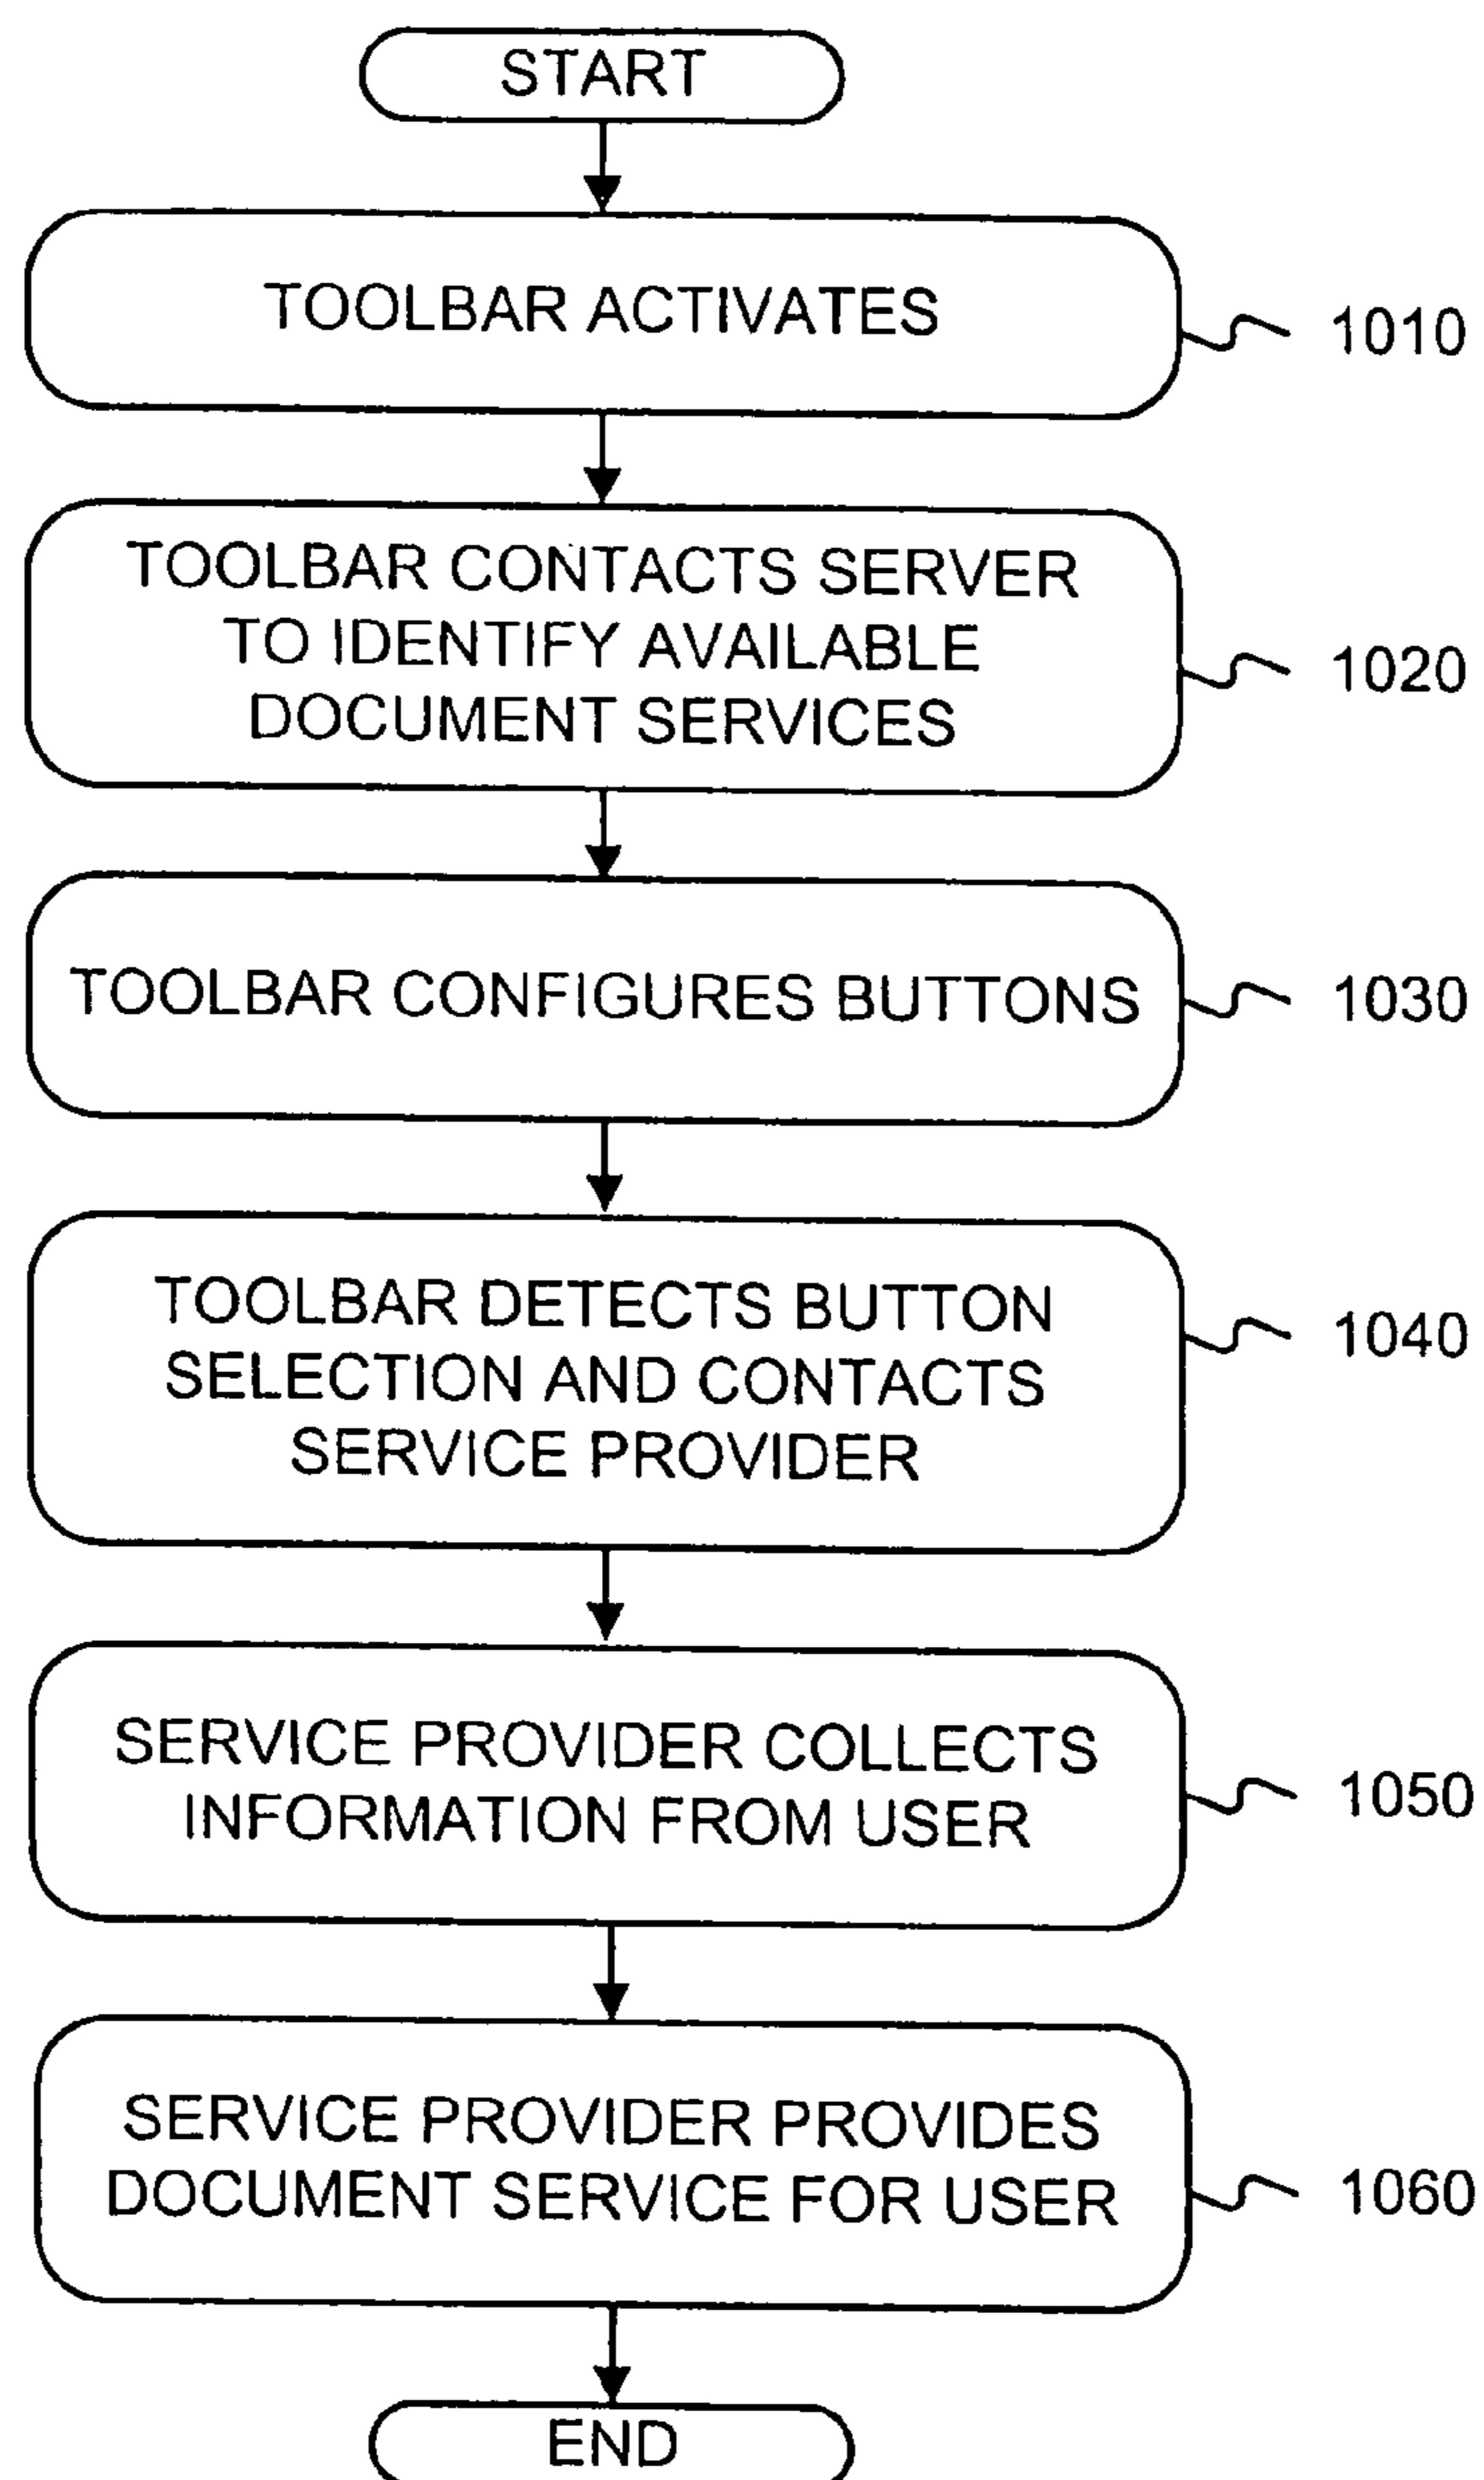 START
TOOLBAR ACTIVATES
1010
TOOLBAR CONTACTS SERVER
TO IDENTIFY AVAILABLE
DOCUMENT SERVICES
1020
TOOLBAR CONFIGURES BUTTONS
1030
TOOLBAR DETECTS BUTTON
SELECTION AND CONTACTS
SERVICE PROVIDER
1040
SERVICE PROVIDER COLLECTS
INFORMATION FROM USER
1050
SERVICE PROVIDER PROVIDES
DOCUMENT SERVICE FOR USER
1060
END